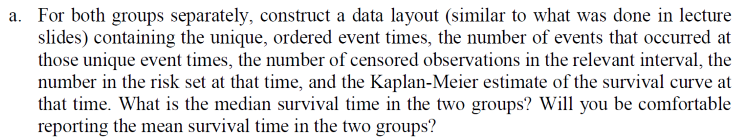 a. For both groups separately, construct a data layout (similar to what was done in lecture
slides) containing the unique, ordered event times, the number of events that occurred at
those unique event times, the number of censored observations in the relevant interval, the
number in the risk set at that time, and the Kaplan-Meier estimate of the survival curve at
that time. What is the median survival time in the two groups? Will you be comfortable
reporting the mean survival time in the two groups?